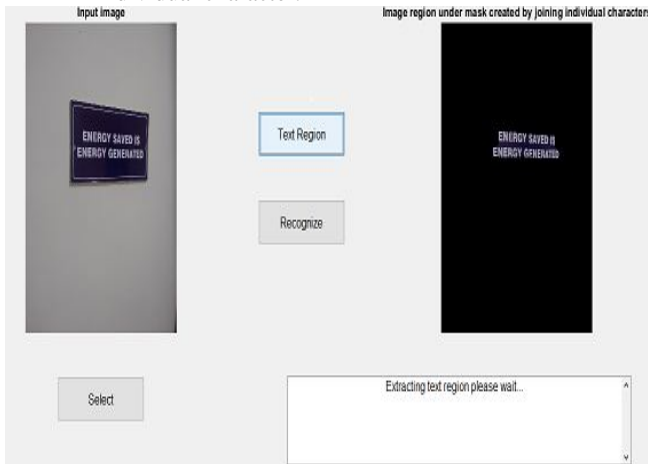 Input image
Image region under mask created by joining individual characters
ENERGY SAVED IS
ENERGY GENERATED
Text Region
ENERGY SAVED IS
ENERGY GENERATED
Recognize
Select
Extracting text region please wait...